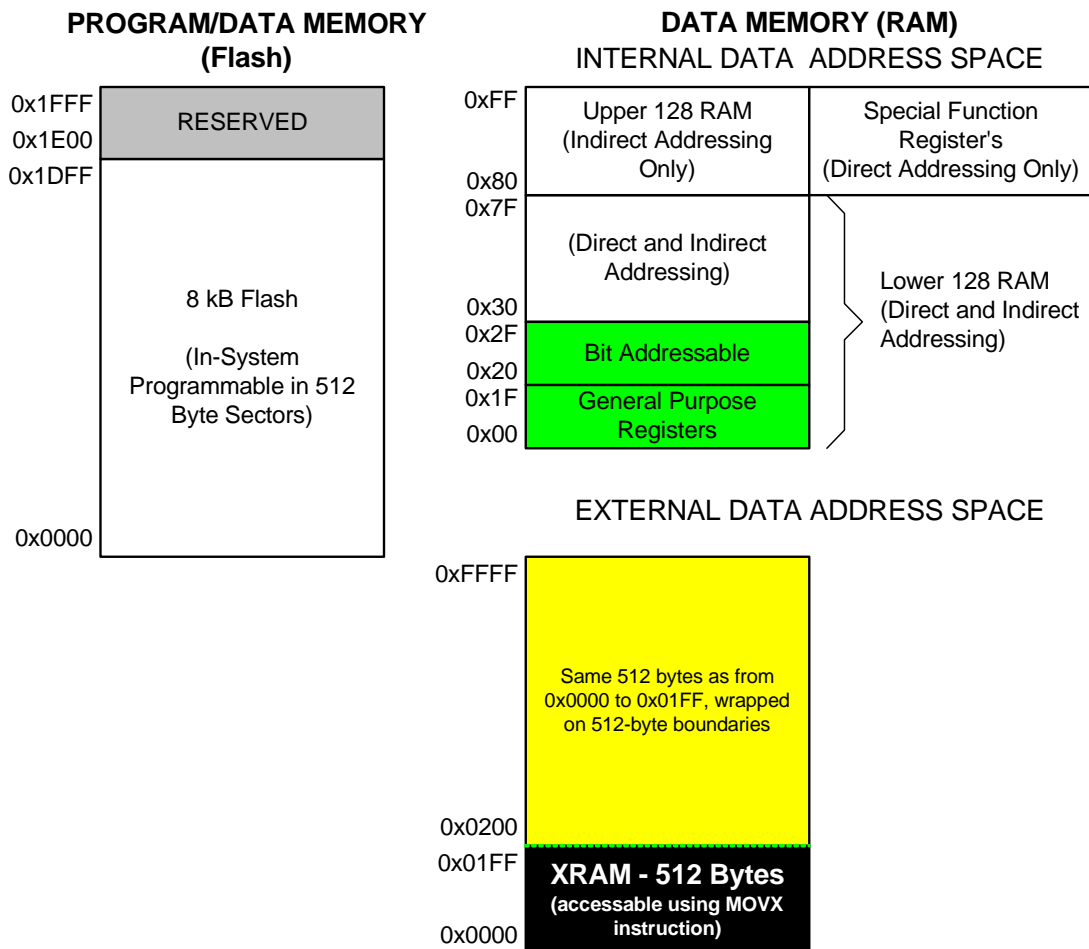 PROGRAM/DATA MEMORY
(Flash)
0x1FFF
RESERVED
0x1E00
0x1DFF
8 kB Flash
(In-System
Programmable in 512
Byte Sectors)
0x0000
DATA MEMORY (RAM)
INTERNAL DATA ADDRESS SPACE
0xFF
Upper 128 RAM
(Indirect Addressing
Only)
Special Function
Register's
(Direct Addressing Only)
0x80
0x7F
(Direct and Indirect
Addressing)
Lower 128 RAM
(Direct and Indirect
Addressing)
0x30
0x2F
Bit Addressable
0x20
0x1F
General Purpose
Registers
0x00
EXTERNAL DATA ADDRESS SPACE
0xFFFF
Same 512 bytes as from
0x0000 to 0x01FF, wrapped
on 512-byte boundaries
0x0200
0x01FF
XRAM - 512 Bytes
(accessable using MOVX
instruction)
0x0000